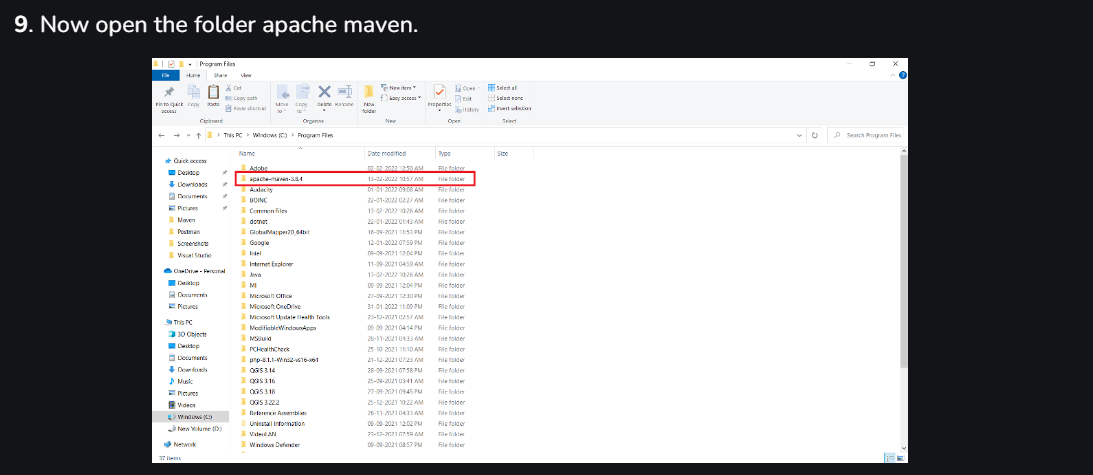 9. Now open the folder apache maven.
Program Files
File Home Share View
Pin to Quick access
Copy
Paste
Cut
Copy path
Paste shortcut
Move to
Copy to
Delete
Rename
New folder
New item
Easy access
Properties
Open
Edit
History
Select all
Select none
Invert selection
Clipboard Organise New Open Select
This PC > Windows (C:) > Program Files
Search Program Files
Name Date modified Type Size
Quick access
Desktop
Downloads
Documents
Pictures
Maven
Postman
Screenshots
Visual Studio
OneDrive - Personal
Desktop
Documents
Pictures
This PC
3D Objects
Desktop
Documents
Downloads
Music
Pictures
Videos
Windows (C:)
New Volume (D:)
Network
Adobe 02-02-2022 12:50 AM File folder
apache-maven-3.8.4 13-02-2022 10:57 AM File folder
Audacity 01-01-2022 09:08 AM File folder
BDINC 22-01-2022 02:27 AM File folder
Common Files 13-02-2022 10:26 AM File folder
dotnet 22-01-2022 01:43 AM File folder
GlobalMapper20_64bit 16-09-2021 11:53 PM File folder
Google 12-01-2022 07:59 PM File folder
Intel 09-09-2021 12:04 PM File folder
Internet Explorer 11-09-2021 04:59 AM File folder
Java 13-02-2022 10:26 AM File folder
MI 09-09-2021 12:04 PM File folder
Microsoft Office 27-09-2021 12:30 PM File folder
Microsoft OneDrive 31-01-2022 11:09 PM File folder
Microsoft Update Health Tools 23-12-2021 02:57 AM File folder
ModifiableWindowsApps 09-09-2021 04:14 PM File folder
MSBuild 28-11-2021 04:33 AM File folder
PCHealthCheck 25-10-2021 11:10 AM File folder
php-8.1.1-Win32-vs16-x64 21-12-2021 07:23 AM File folder
QGIS 3.14 28-09-2021 07:58 PM File folder
QGIS 3.16 25-09-2021 03:41 AM File folder
QGIS 3.18 27-09-2021 09:45 PM File folder
QGIS 3.22.2 25-12-2021 10:22 AM File folder
Reference Assemblies 28-11-2021 04:33 AM File folder
Uninstall Information 09-09-2021 12:02 PM File folder
VideoLAN 23-12-2021 07:59 AM File folder
Windows Defender 09-09-2021 08:57 PM File folder
37 items